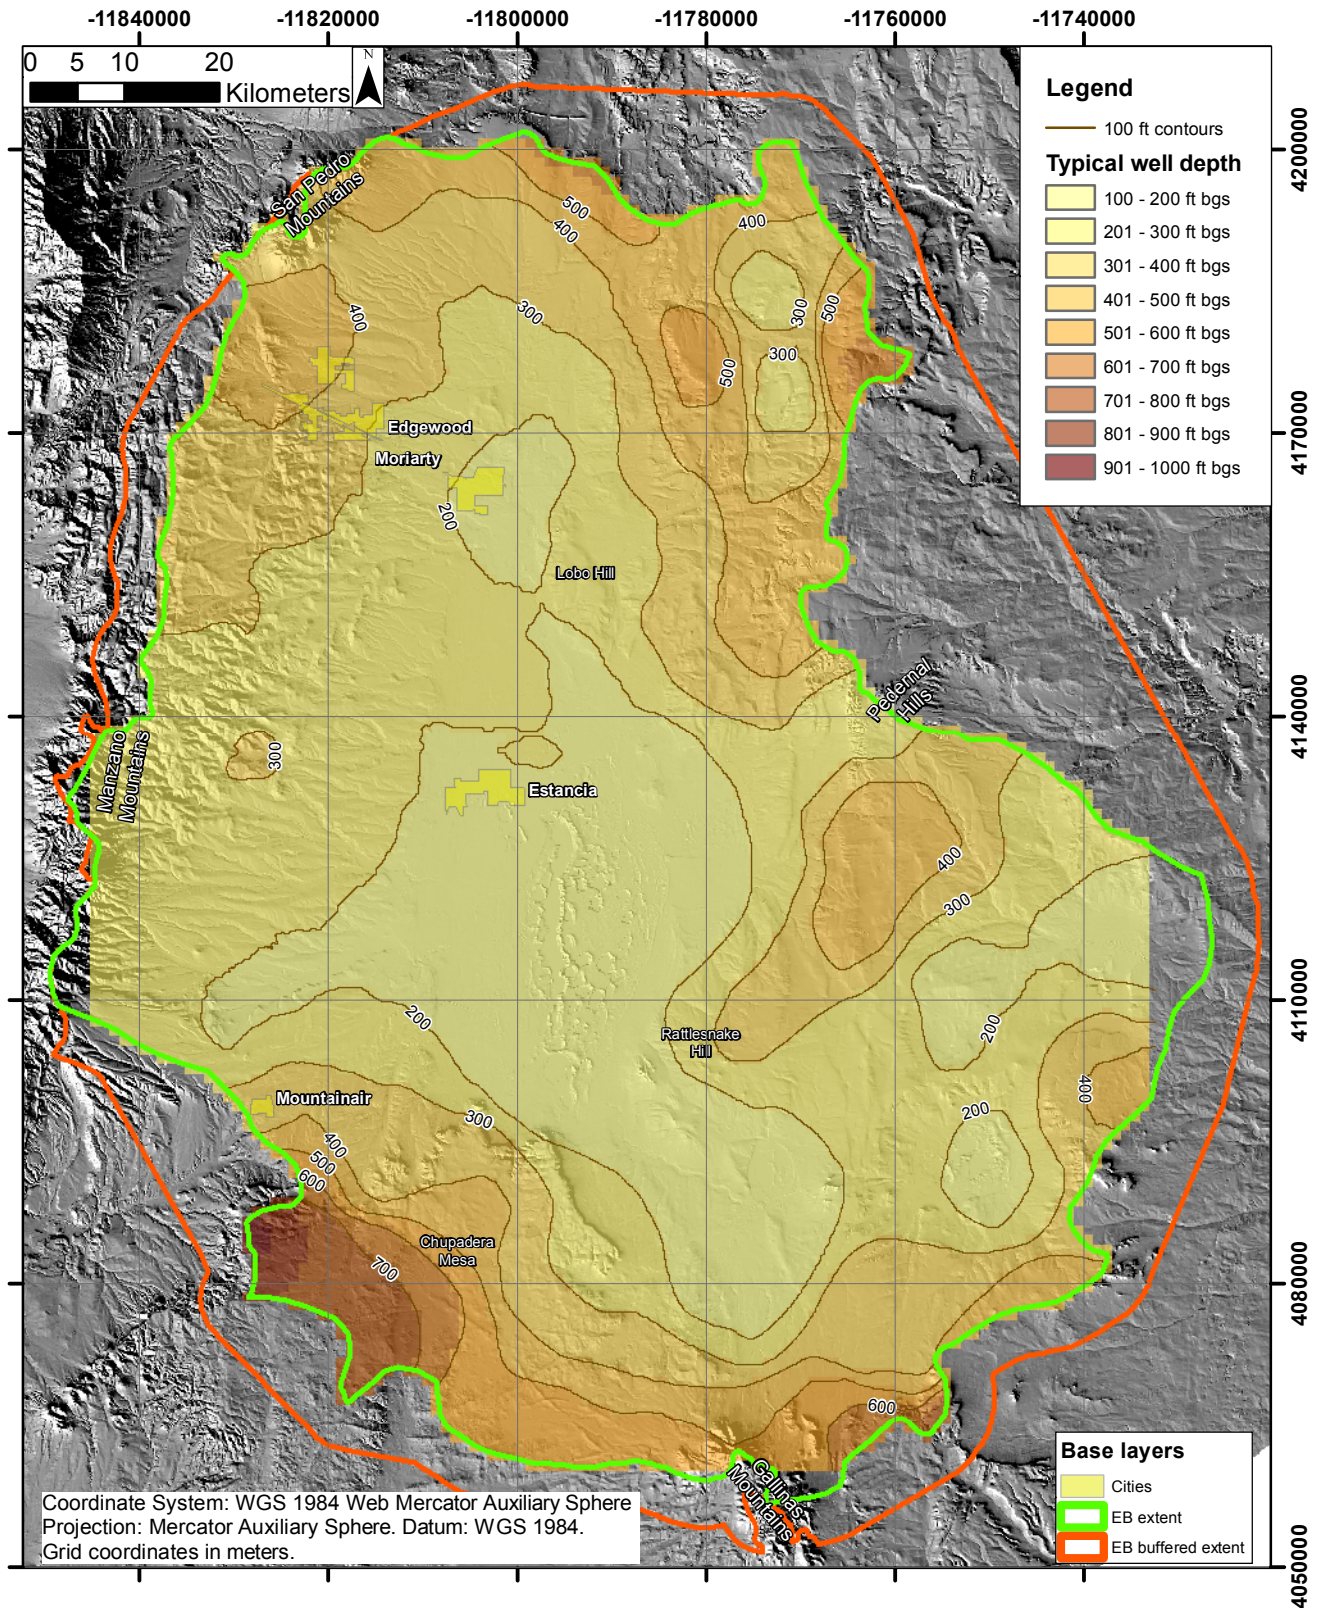 -11840000 -11820000 -11800000 -11780000 -11760000 -11740000
0 5 10 20
Kilometers
N
Legend
100 ft contours
Typical well depth
100 - 200 ft bgs
201 - 300 ft bgs
301 - 400 ft bgs
401 - 500 ft bgs
501 - 600 ft bgs
601 - 700 ft bgs
701 - 800 ft bgs
801 - 900 ft bgs
901 - 1000 ft bgs
4200000
4170000
4140000
4110000
4080000
4050000
San Pedro
Mountains
500
400
400
300
400
300
500
300
500
Edgewood
Moriarty
200
Lobo Hill
Pedernal
Hills
Manzano
Mountains
300
Estancia
400
300
200
200
Rattlesnake
Hill
400
200
Mountainair
300
400
500
600
Chupadera
Mesa
700
600
Gallinas
Mountains
Base layers
Cities
EB extent
EB buffered extent
Coordinate System: WGS 1984 Web Mercator Auxiliary Sphere
Projection: Mercator Auxiliary Sphere. Datum: WGS 1984.
Grid coordinates in meters.